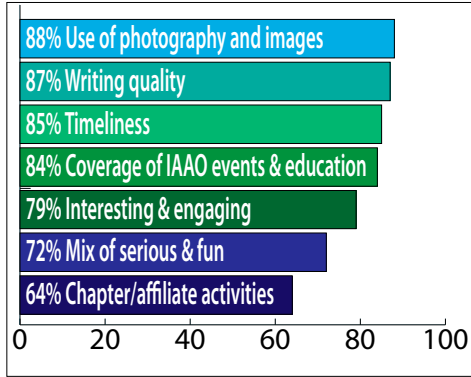 88% Use of photography and images
87% Writing quality
85% Timeliness
84% Coverage of IAAO events & education
79% Interesting & engaging
72% Mix of serious & fun
64% Chapter/affiliate activities
0 20 40 60 80 100